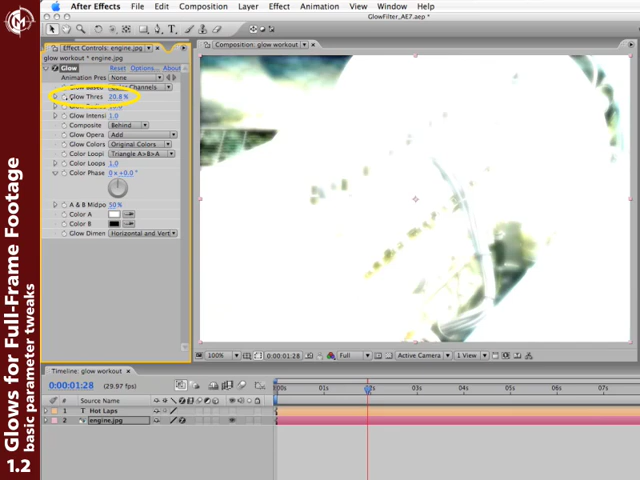 After Effects File Edit Composition Layer Effect Animation View Window Help
GlowFilter_AE7.aep *
Effect Controls: engine.jpg
Composition: glow workout
glow workout * engine.jpg
Glow Reset Options... About
Animation Pres None
Channels
Glow Thres 20.8 %
Glow Intensi 1.0
Composite Behind
Glow Opera Add
Glow Colors Original Colors
Color Loopi Triangle A>B>A
Color Loops 1.0
Color Phase 0 x +0.0 °
A & B Midpo 50 %
Color A
Color B
Glow Dimen Horizontal and Vert
100% 0:00:01:28 Full Active Camera 1 View
Timeline: glow workout
0:00:01:28 (29.97 fps)
# Source Name
:00s 01s 02s 03s 04s 05s 06s 07s
1 T Hot Laps
2 engine.jpg
1.2 Glows for Full-Frame Footage
basic parameter tweaks